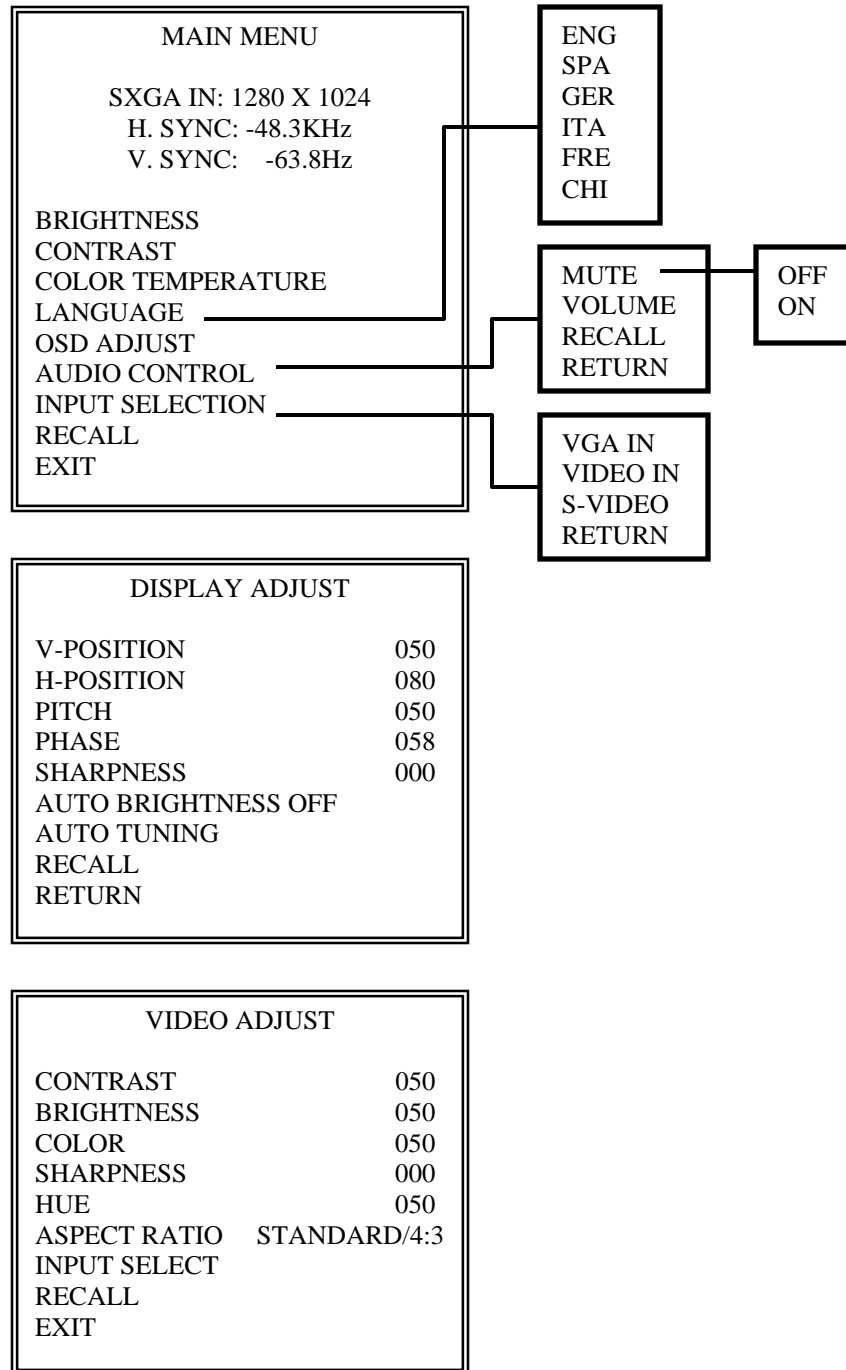 MAIN MENU
SXGA IN: 1280 X 1024
H. SYNC: -48.3KHz
V. SYNC: -63.8Hz
BRIGHTNESS
CONTRAST
COLOR TEMPERATURE
LANGUAGE
OSD ADJUST
AUDIO CONTROL
INPUT SELECTION
RECALL
EXIT
ENG
SPA
GER
ITA
FRE
CHI
MUTE
VOLUME
RECALL
RETURN
OFF
ON
VGA IN
VIDEO IN
S-VIDEO
RETURN
DISPLAY ADJUST
V-POSITION 050
H-POSITION 080
PITCH 050
PHASE 058
SHARPNESS 000
AUTO BRIGHTNESS OFF
AUTO TUNING
RECALL
RETURN
VIDEO ADJUST
CONTRAST 050
BRIGHTNESS 050
COLOR 050
SHARPNESS 000
HUE 050
ASPECT RATIO STANDARD/4:3
INPUT SELECT
RECALL
EXIT